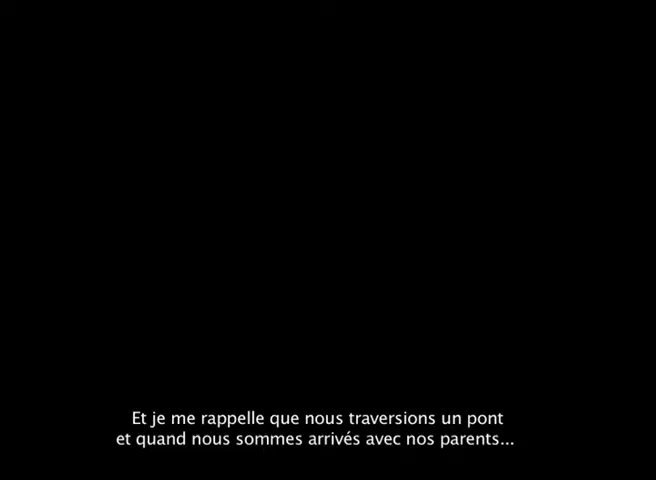 Et je me rappelle que nous traversions un pont
et quand nous sommes arrivés avec nos parents...